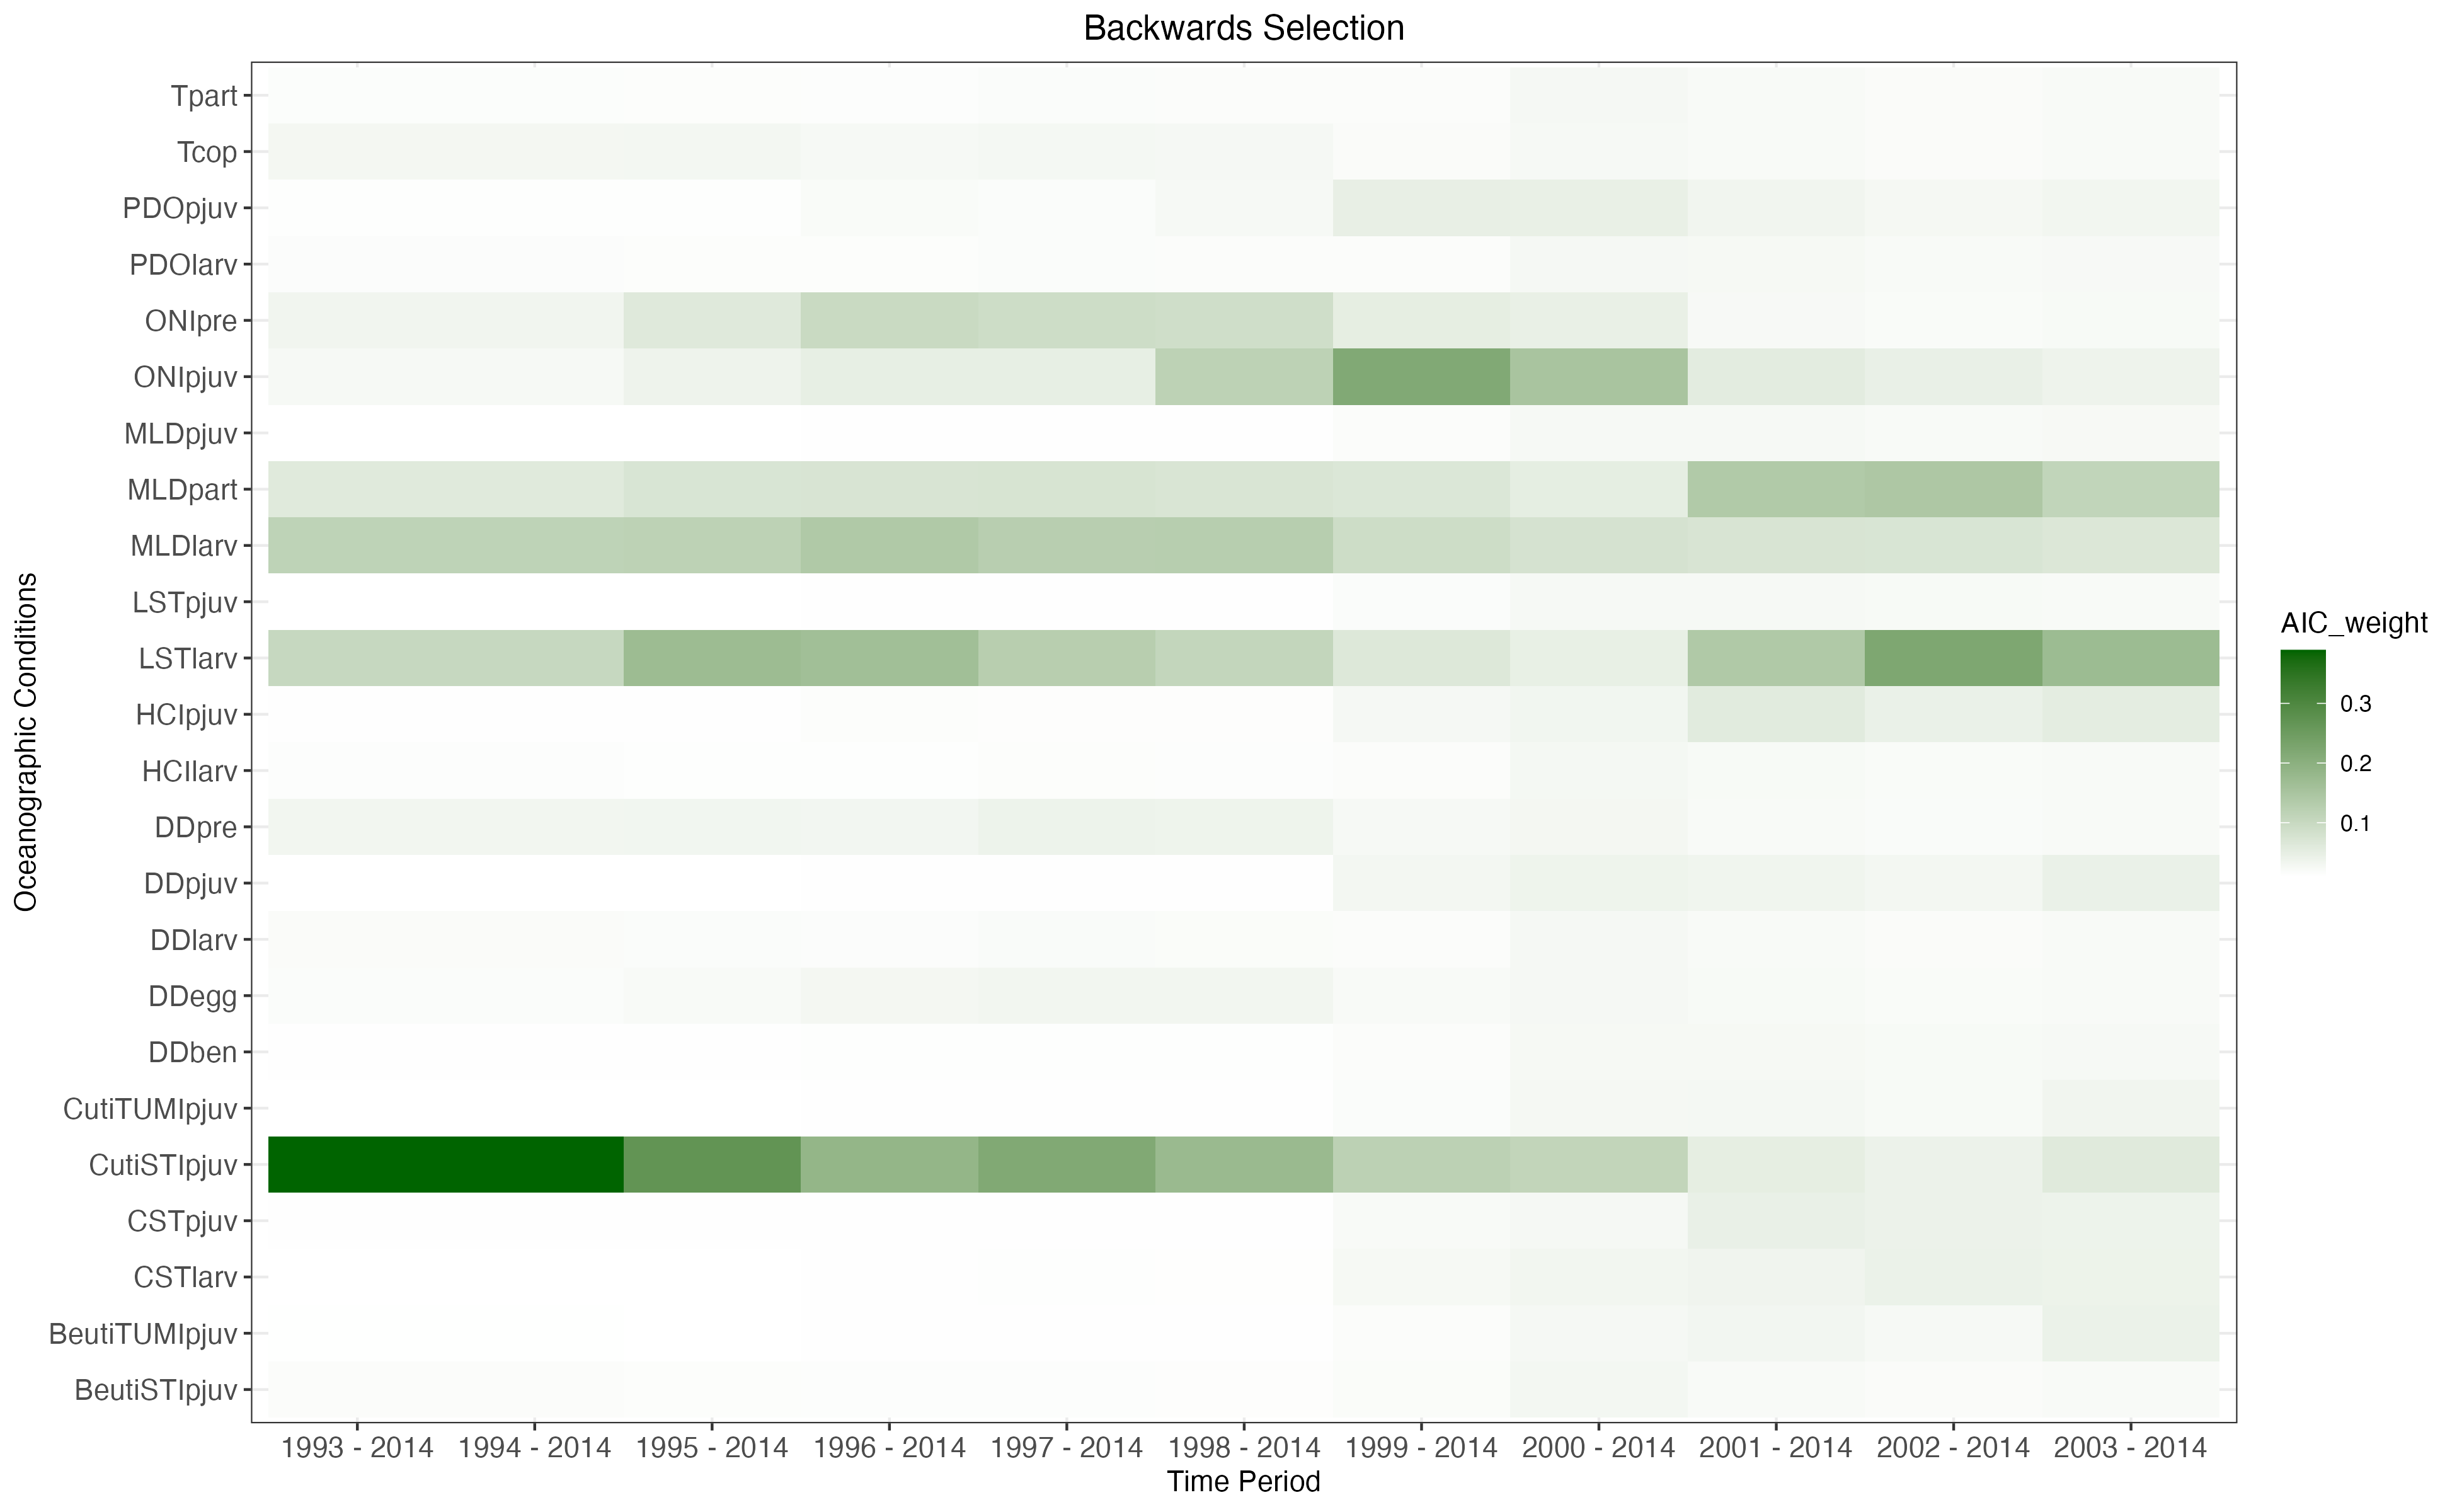 Backwards Selection
Oceanographic Conditions
Tpart
Tcop
PDOpjuv
PDOlarv
ONIpre
ONIpjuv
MLDpjuv
MLDpart
MLDlarv
LSTpjuv
LSTlarv
HCIpjuv
HCIlarv
DDpre
DDpjuv
DDlarv
DDegg
DDben
CutiTUMIpjuv
CutiSTIpjuv
CSTpjuv
CSTlarv
BeutiTUMIpjuv
BeutiSTIpjuv
1993 - 2014 1994 - 2014 1995 - 2014 1996 - 2014 1997 - 2014 1998 - 2014 1999 - 2014 2000 - 2014 2001 - 2014 2002 - 2014 2003 - 2014
Time Period
AIC_weight
0.3
0.2
0.1